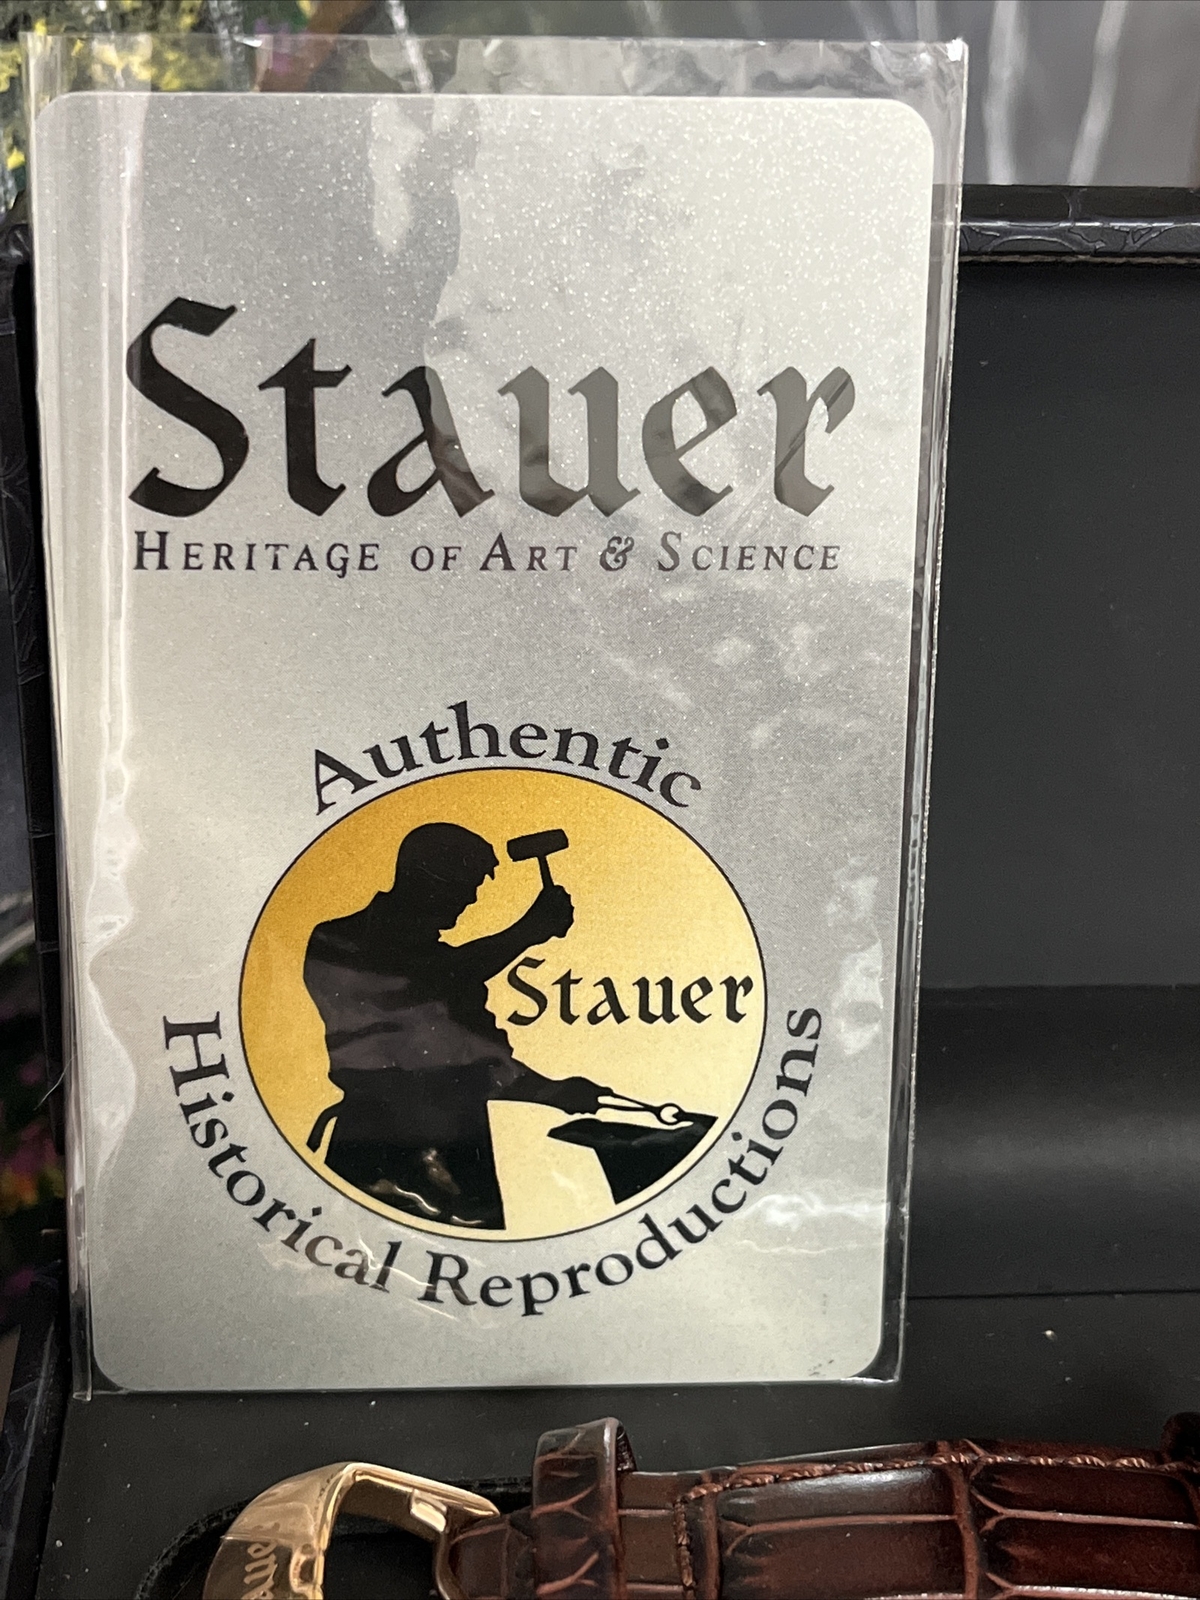 Stauer
HERITAGE OF ART & SCIENCE
Authentic
Stauer
Historical Reproductions